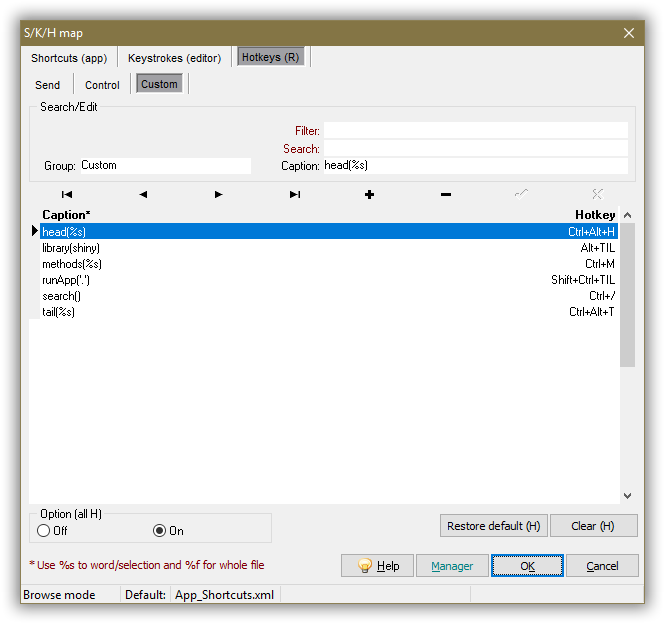 S/K/H map
Shortcuts (app) Keystrokes (editor) Hotkeys (R)
Send Control Custom
Search/Edit
Filter:
Search:
Group: Custom Caption: head(%s)
Caption* Hotkey
head(%s) Ctrl+Alt+H
library(shiny) Alt+TIL
methods(%s) Ctrl+M
runApp('.') Shift+Ctrl+TIL
search() Ctrl+/
tail(%s) Ctrl+Alt+T
Option (all H)
Off On
Restore default (H) Clear (H)
* Use %s to word/selection and %f for whole file
Help Manager OK Cancel
Browse mode Default: App_Shortcuts.xml